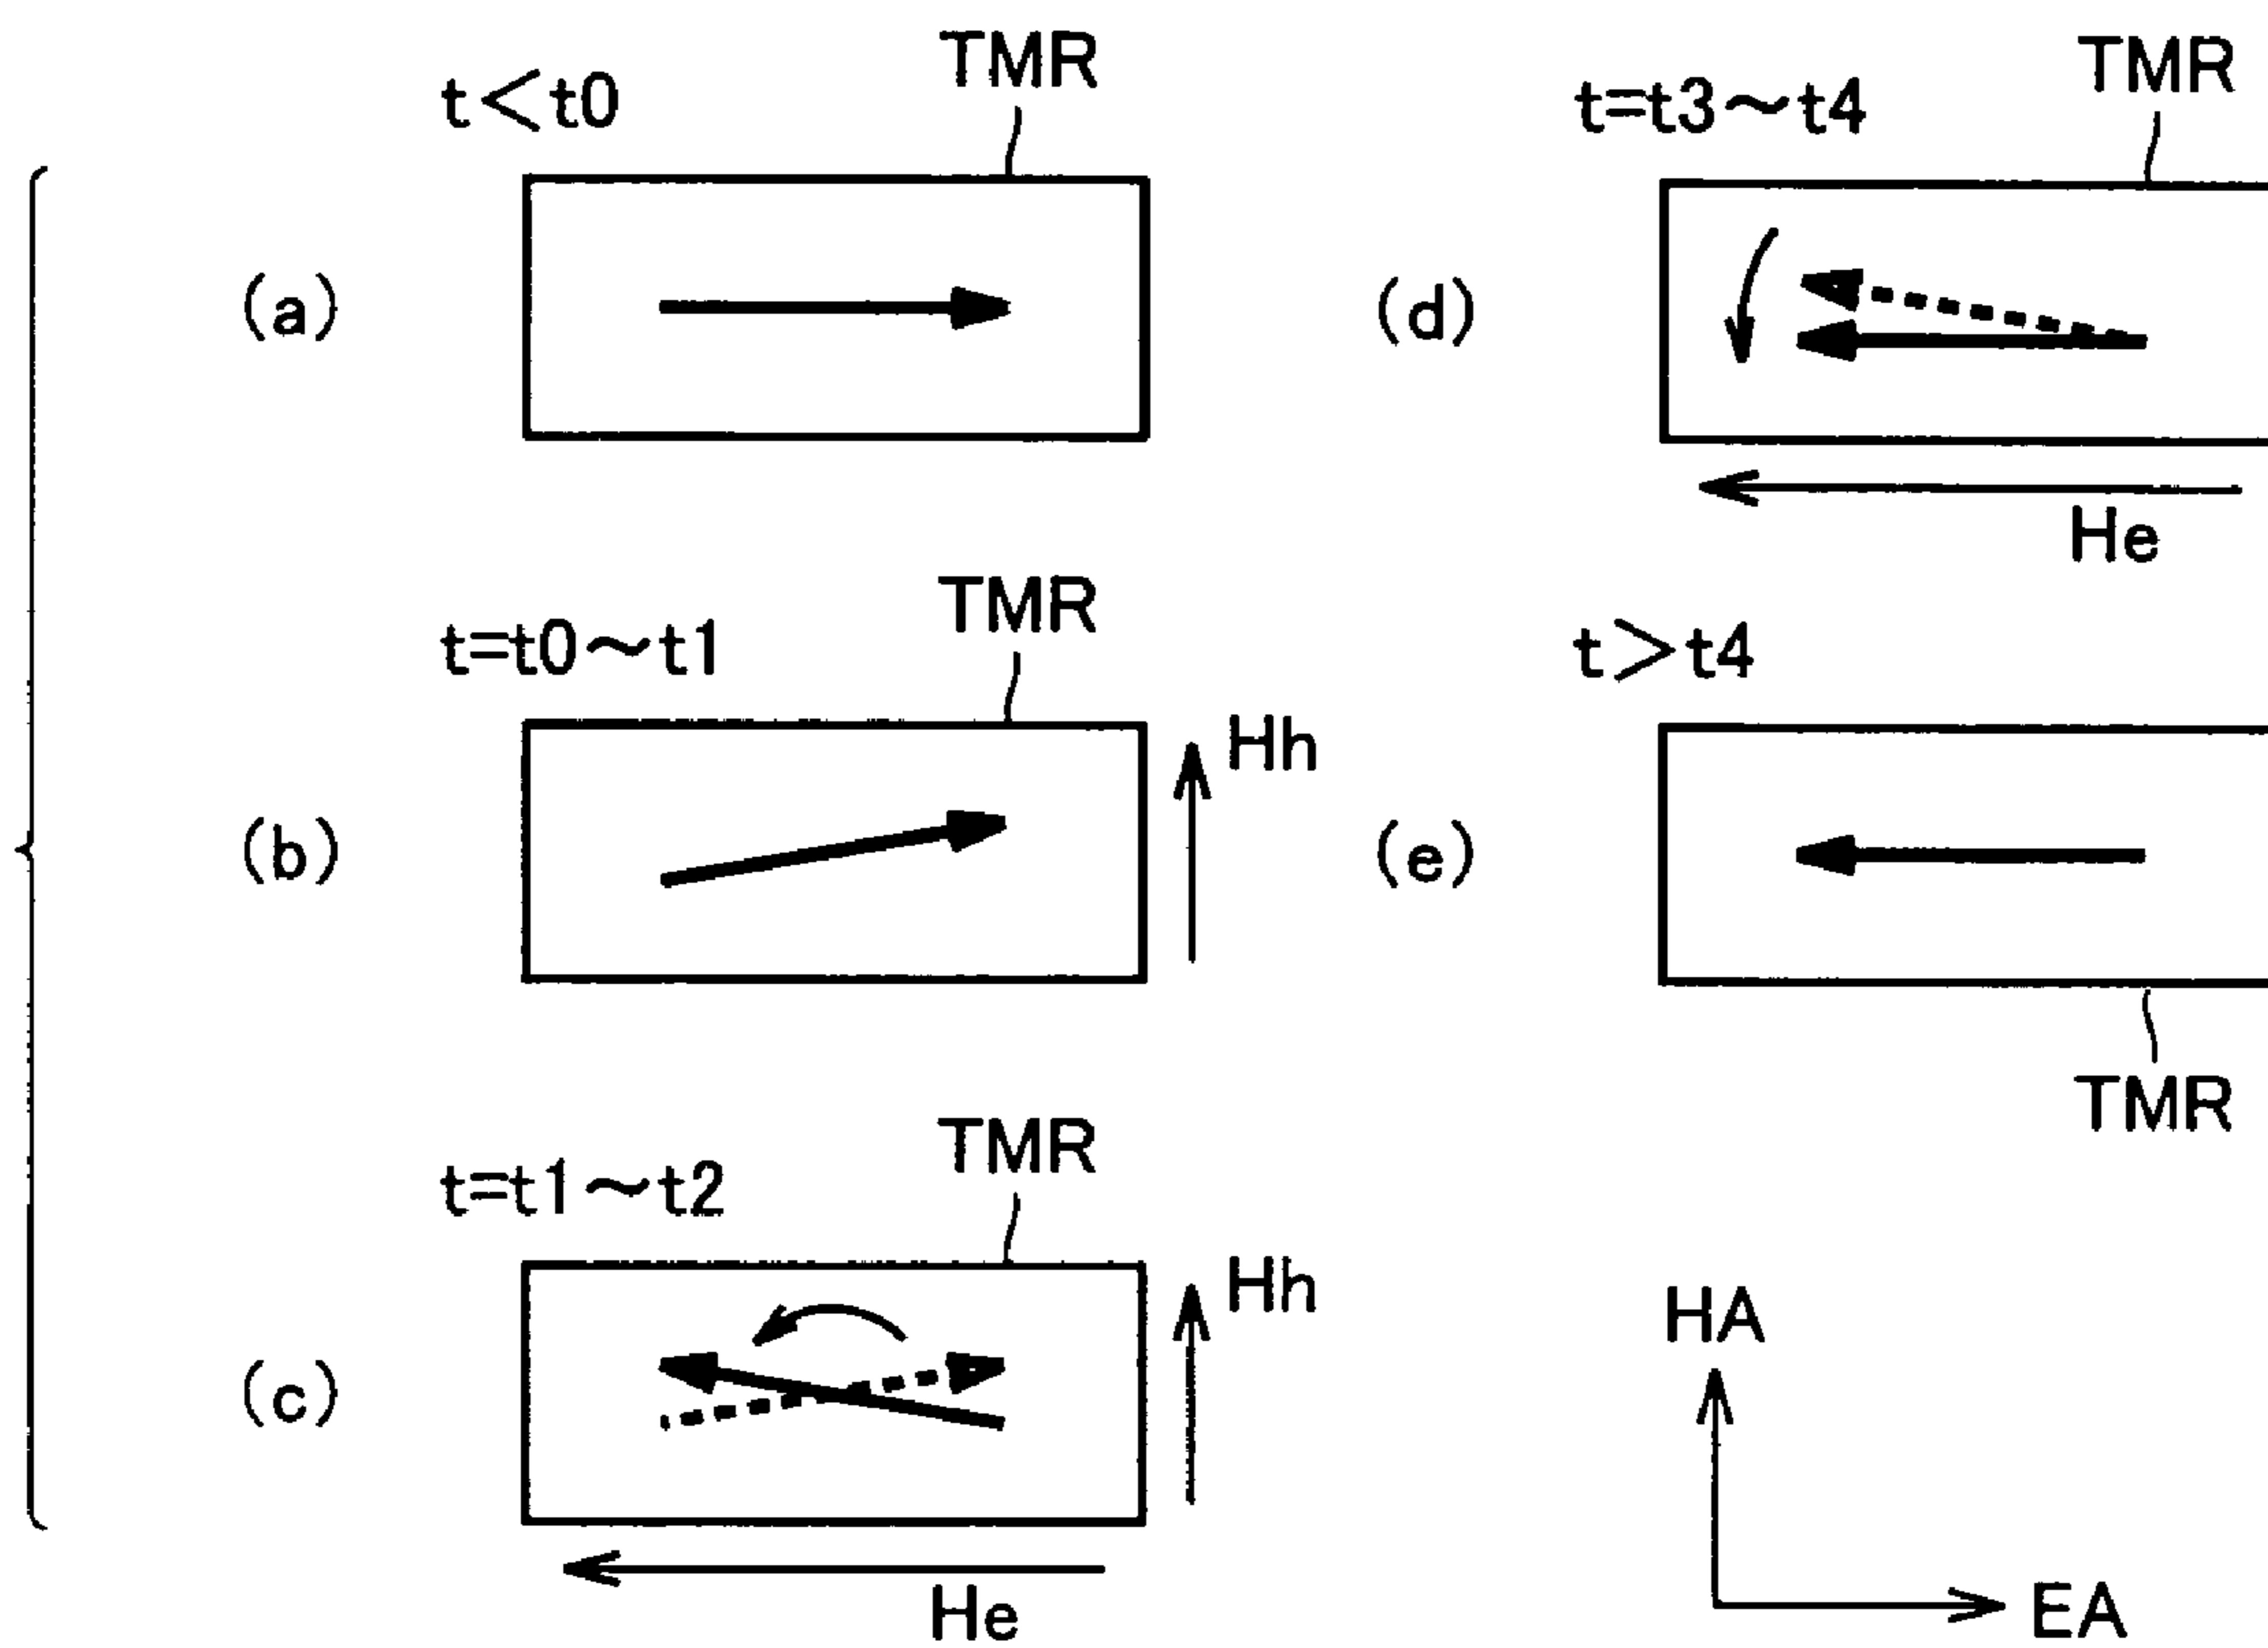 t<t0
TMR
(a)
t=t0~t1
TMR
Hh
(b)
t=t1~t2
TMR
Hh
(c)
He
t=t3~t4
TMR
(d)
He
t>t4
(e)
TMR
HA
EA